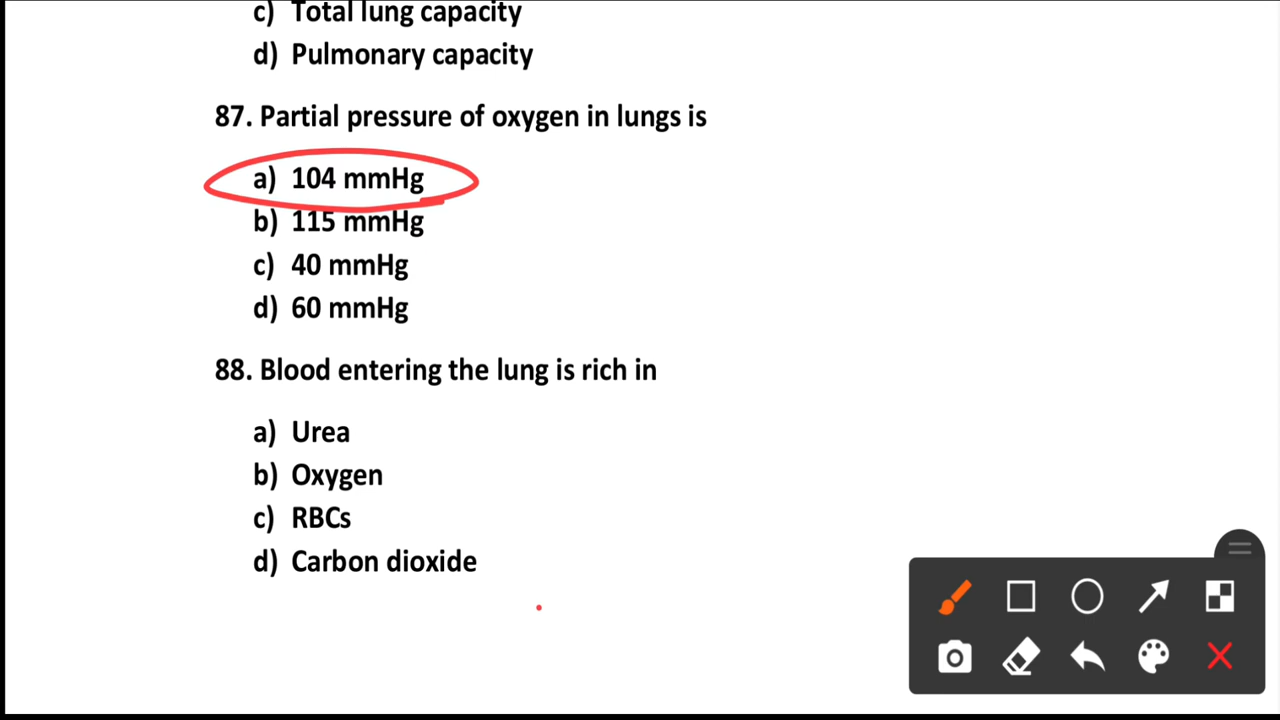 c) Total lung capacity
d) Pulmonary capacity
87. Partial pressure of oxygen in lungs is
a) 104 mmHg
b) 115 mmHg
c) 40 mmHg
d) 60 mmHg
88. Blood entering the lung is rich in
a) Urea
b) Oxygen
c) RBCs
d) Carbon dioxide